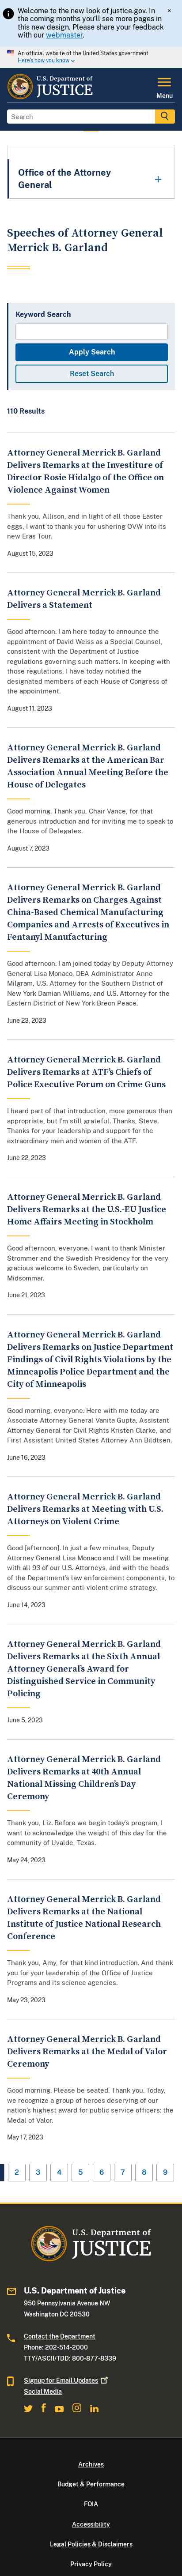 Welcome to the new look of justice.gov. In
coming months you'll see more pages in
this new design. Please share your feedback
with our webmaster.
An official website of the United States government
Here's how you know
U.S. Department of
JUSTICE
Menu
Search
Office of the Attorney
General
Speeches of Attorney General
Merrick B. Garland
Keyword Search
Apply Search
Reset Search
110 Results
Attorney General Merrick B. Garland
Delivers Remarks at the Investiture of
Director Rosie Hidalgo of the Office on
Violence Against Women
Thank you, Allison, and in light of all those Easter
eggs, I want to thank you for ushering OVW into its
new Eras Tour.
August 15, 2023
Attorney General Merrick B. Garland
Delivers a Statement
Good afternoon. I am here today to announce the
appointment of David Weiss as a Special Counsel,
consistent with the Department of Justice
regulations governing such matters. In keeping with
those regulations, I have today notified the
designated members of each House of Congress of
the appointment.
August 11, 2023
Attorney General Merrick B. Garland
Delivers Remarks at the American Bar
Association Annual Meeting Before the
House of Delegates
Good morning. Thank you, Chair Vance, for that
generous introduction and for inviting me to speak to
the House of Delegates.
August 7, 2023
Attorney General Merrick B. Garland
Delivers Remarks on Charges Against
China-Based Chemical Manufacturing
Companies and Arrests of Executives in
Fentanyl Manufacturing
Good afternoon. I am joined today by Deputy Attorney
General Lisa Monaco, DEA Administrator Anne
Milgram, U.S. Attorney for the Southern District of
New York Damian Williams, and U.S. Attorney for the
Eastern District of New York Breon Peace.
June 23, 2023
Attorney General Merrick B. Garland
Delivers Remarks at ATF's Chiefs of
Police Executive Forum on Crime Guns
I heard part of that introduction, more generous than
appropriate, but I'm still grateful. Thanks, Steve.
Thanks for your leadership and support for the
extraordinary men and women of the ATF.
June 22, 2023
Attorney General Merrick B. Garland
Delivers Remarks at the U.S.-EU Justice
Home Affairs Meeting in Stockholm
Good afternoon, everyone. I want to thank Minister
Strommer and the Swedish Presidency for the very
gracious welcome to Sweden, particularly on
Midsommar.
June 21, 2023
Attorney General Merrick B. Garland
Delivers Remarks on Justice Department
Findings of Civil Rights Violations by the
Minneapolis Police Department and the
City of Minneapolis
Good morning, everyone. Here with me today are
Associate Attorney General Vanita Gupta, Assistant
Attorney General for Civil Rights Kristen Clarke, and
First Assistant United States Attorney Ann Bildtsen.
June 16, 2023
Attorney General Merrick B. Garland
Delivers Remarks at Meeting with U.S.
Attorneys on Violent Crime
Good [afternoon]. In just a few minutes, Deputy
Attorney General Lisa Monaco and I will be meeting
with all 93 of our U.S. Attorneys, and with the heads
of the Department's law enforcement components, to
discuss our summer anti-violent crime strategy.
June 14, 2023
Attorney General Merrick B. Garland
Delivers Remarks at the Sixth Annual
Attorney General's Award for
Distinguished Service in Community
Policing
June 5, 2023
Attorney General Merrick B. Garland
Delivers Remarks at 40th Annual
National Missing Children's Day
Ceremony
Thank you, Liz. Before we begin today's program, I
want to acknowledge the weight of this day for the
community of Uvalde, Texas.
May 24, 2023
Attorney General Merrick B. Garland
Delivers Remarks at the National
Institute of Justice National Research
Conference
Thank you, Amy, for that kind introduction. And thank
you for your leadership of the Office of Justice
Programs and its science agencies.
May 23, 2023
Attorney General Merrick B. Garland
Delivers Remarks at the Medal of Valor
Ceremony
Good morning. Please be seated. Thank you. Today,
we recognize a group of heroes deserving of our
nation's highest award for public service officers: the
Medal of Valor.
May 17, 2023
2 3 4 5 6 7 8 9
U.S. Department of
JUSTICE
U.S. Department of Justice
950 Pennsylvania Avenue NW
Washington DC 20530
Contact the Department
Phone: 202-514-2000
TTY/ASCII/TDD: 800-877-8339
Signup for Email Updates
Social Media
Archives
Budget & Performance
FOIA
Accessibility
Legal Policies & Disclaimers
Privacy Policy